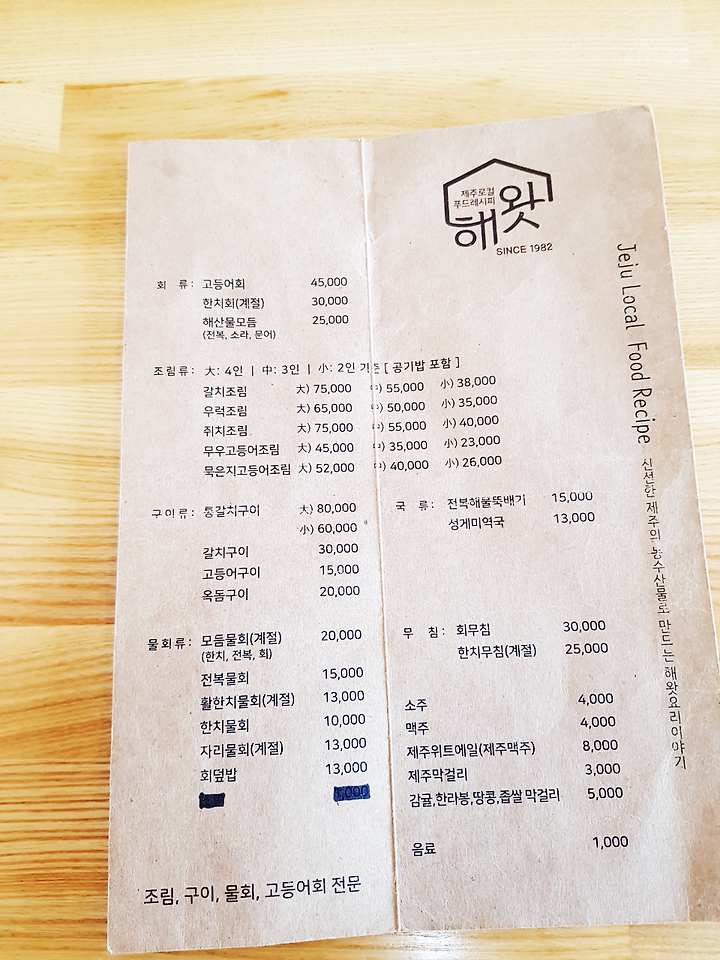 제주로컬
푸드레시피
해왓
SINCE 1982
Jeju Local Food Recipe 신선한 제주의 농수산물로 만드는 해왓요리이야기
회 류: 고등어회 45,000
한치회(계절) 30,000
해산물모듬 25,000
(전복, 소라, 문어)
조림류: 大: 4인 | 中: 3인 | 小: 2인 기준 [ 공기밥 포함 ]
갈치조림 大) 75,000 中) 55,000 小) 38,000
우럭조림 大) 65,000 中) 50,000 小) 35,000
쥐치조림 大) 75,000 中) 55,000 小) 40,000
무우고등어조림 大) 45,000 中) 35,000 小) 23,000
묵은지고등어조림 大) 52,000 中) 40,000 小) 26,000
구이류: 통갈치구이 大) 80,000
小) 60,000
갈치구이 30,000
고등어구이 15,000
옥돔구이 20,000
물회류: 모듬물회(계절) 20,000
(한치, 전복, 회)
전복물회 15,000
활한치물회(계절) 13,000
한치물회 10,000
자리물회(계절) 13,000
회덮밥 13,000
1,000
조림, 구이, 물회, 고등어회 전문
국 류: 전복해물뚝배기 15,000
성게미역국 13,000
무 침: 회무침 30,000
한치무침(계절) 25,000
소주 4,000
맥주 4,000
제주위트에일(제주맥주) 8,000
제주막걸리 3,000
감귤,한라봉,땅콩,좁쌀 막걸리 5,000
음료 1,000